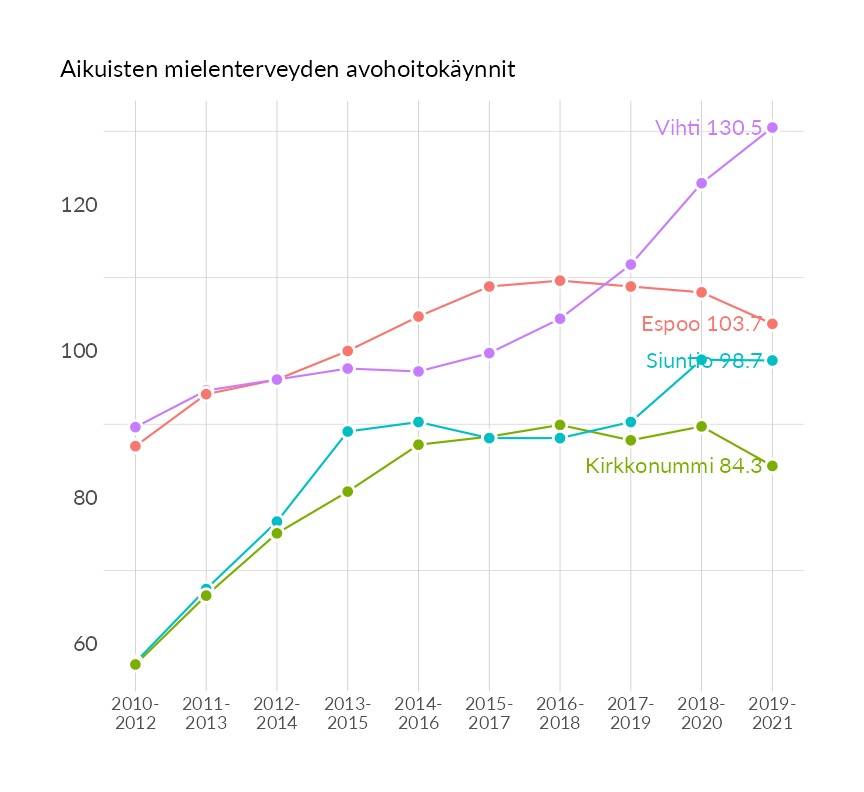 Aikuisten mielenterveyden avohoitokäynnit
Vihti 130.5
120
Espoo 103.7
100
Siuntio 98.7
Kirkkonummi 84.3
80
60
2010- 2011- 2012- 2013- 2014- 2015- 2016- 2017- 2018- 2019-
2012 2013 2014 2015 2016 2017 2018 2019 2020 2021